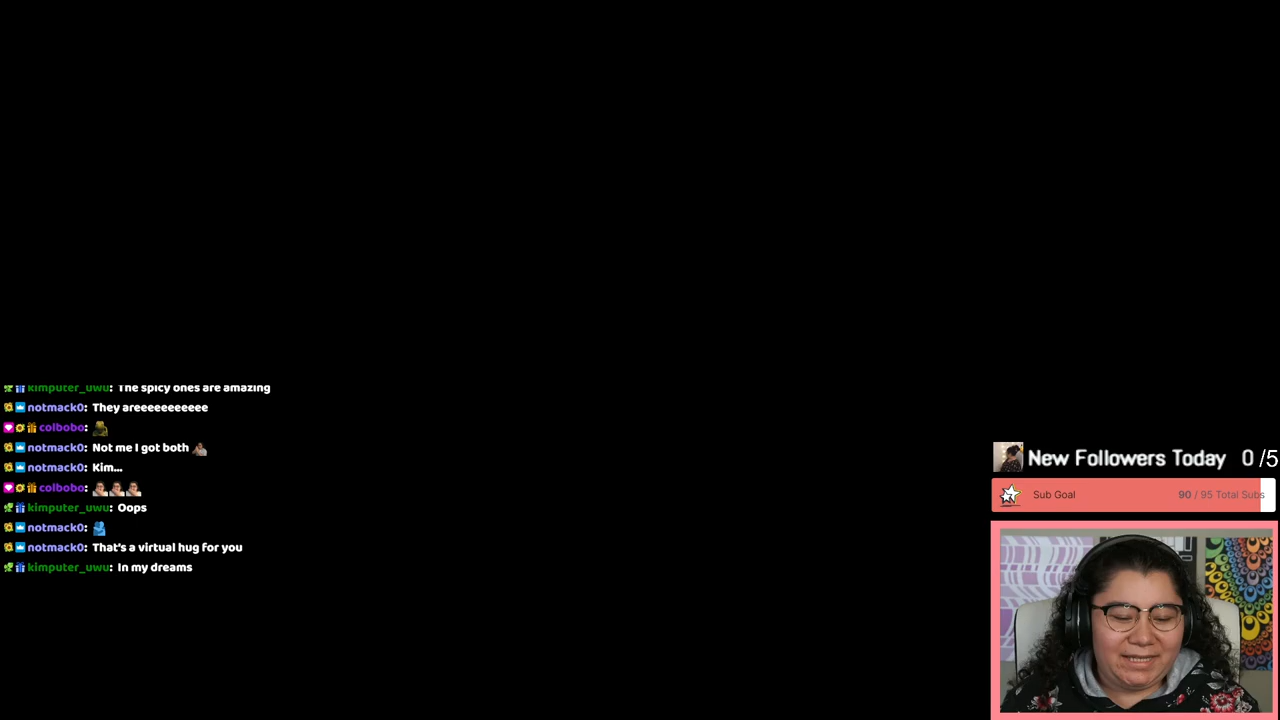 kimputer_uwu: The spicy ones are amazing
notmack0: They areeeeeeeeeee
colbobo:
notmack0: Not me I got both
notmack0: Kim...
colbobo:
kimputer_uwu: Oops
notmack0:
notmack0: That's a virtual hug for you
kimputer_uwu: In my dreams
New Followers Today 0 /5
Sub Goal 90 / 95 Total Subs